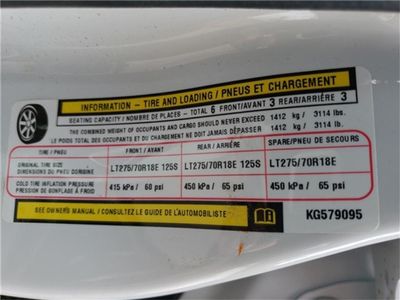 INFORMATION – TIRE AND LOADING / PNEUS ET CHARGEMENT
SEATING CAPACITY / NOMBRE DE PLACES – TOTAL 6 FRONT/AVANT 3 REAR/ARRIÈRE 3
THE COMBINED WEIGHT OF OCCUPANTS AND CARGO SHOULD NEVER EXCEED 1412 kg / 3114 lbs.
LE POIDS TOTAL DES OCCUPANTS ET DU CHARGEMENT NE DOIT JAMAIS DÉPASSER 1412 kg / 3114 lb.
TIRE / PNEU FRONT / AVANT REAR / ARRIÈRE SPARE/PNEU DE SECOURS
ORIGINAL TIRE SIZE
DIMENSIONS DU PNEU D'ORIGINE
LT275/70R18E 125S LT275/70R18E 125S LT275/70R18E
COLD TIRE INFLATION PRESSURE
PRESSION DE GONFLAGE À FROID
415 kPa / 60 psi 450 kPa / 65 psi 450 kPa / 65 psi
SEE OWNERS MANUAL / CONSULTEZ LE GUIDE DE L'AUTOMOBILISTE
KG579095